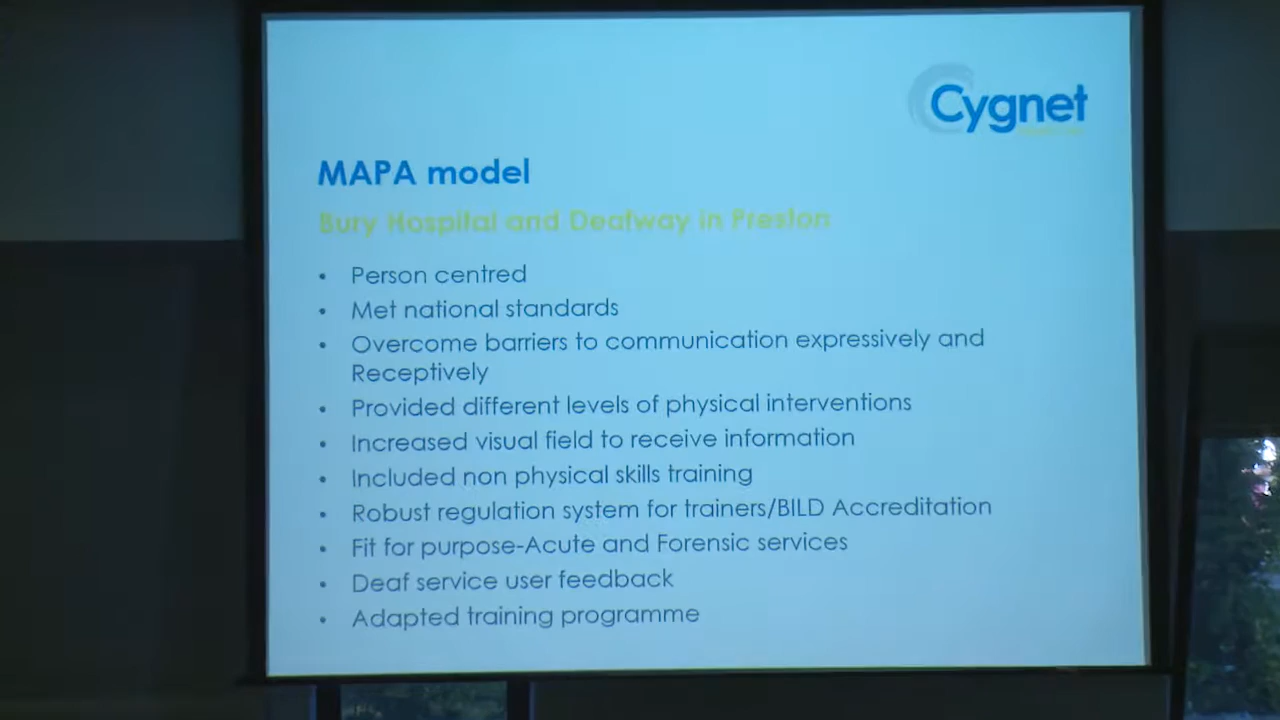 Cygnet
MAPA model
Bury Hospital and Deafway in Preston
• Person centred
• Met national standards
• Overcome barriers to communication expressively and
Receptively
• Provided different levels of physical interventions
• Increased visual field to receive information
• Included non physical skills training
• Robust regulation system for trainers/BILD Accreditation
• Fit for purpose-Acute and Forensic services
• Deaf service user feedback
• Adapted training programme